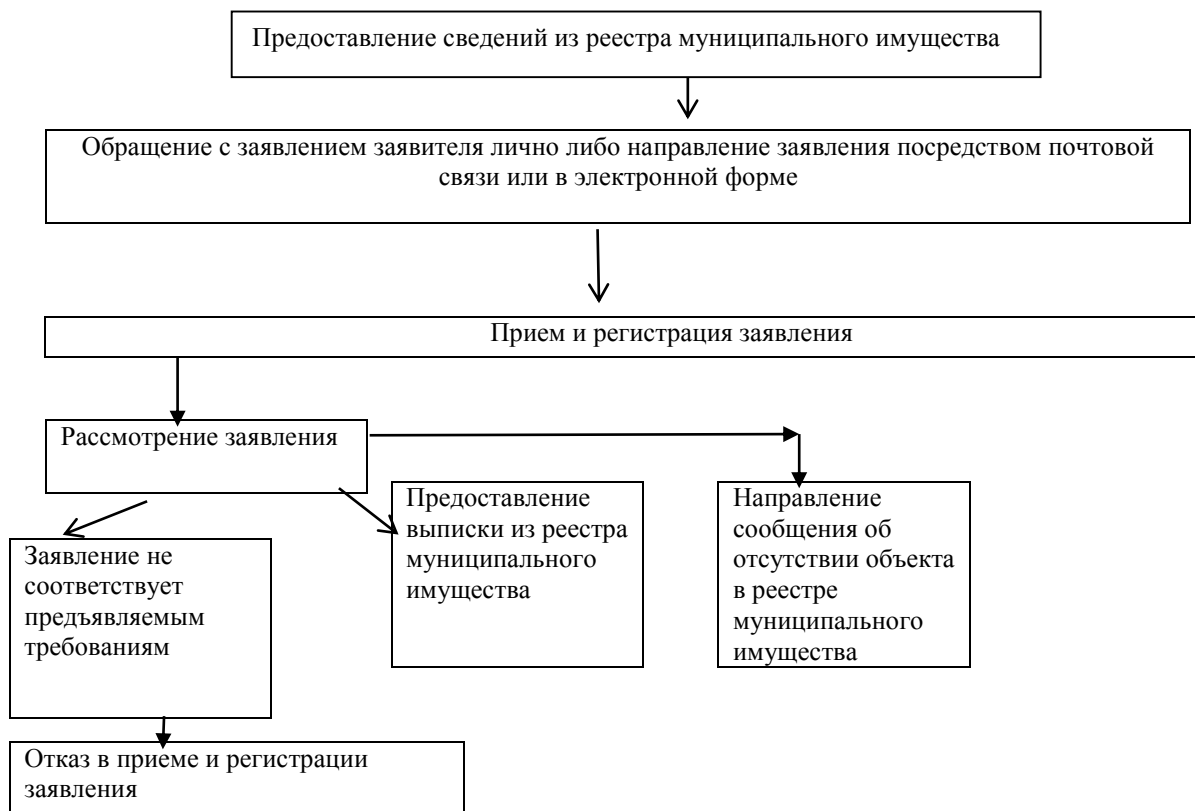 Предоставление сведений из реестра муниципального имущества
Обращение с заявлением заявителя лично либо направление заявления посредством почтовой
связи или в электронной форме
Прием и регистрация заявления
Рассмотрение заявления
Предоставление
выписки из реестра
муниципального
имущества
Направление
сообщения об
отсутствии объекта
в реестре
муниципального
имущества
Заявление не
соответствует
предъявляемым
требованиям
Отказ в приеме и регистрации
заявления